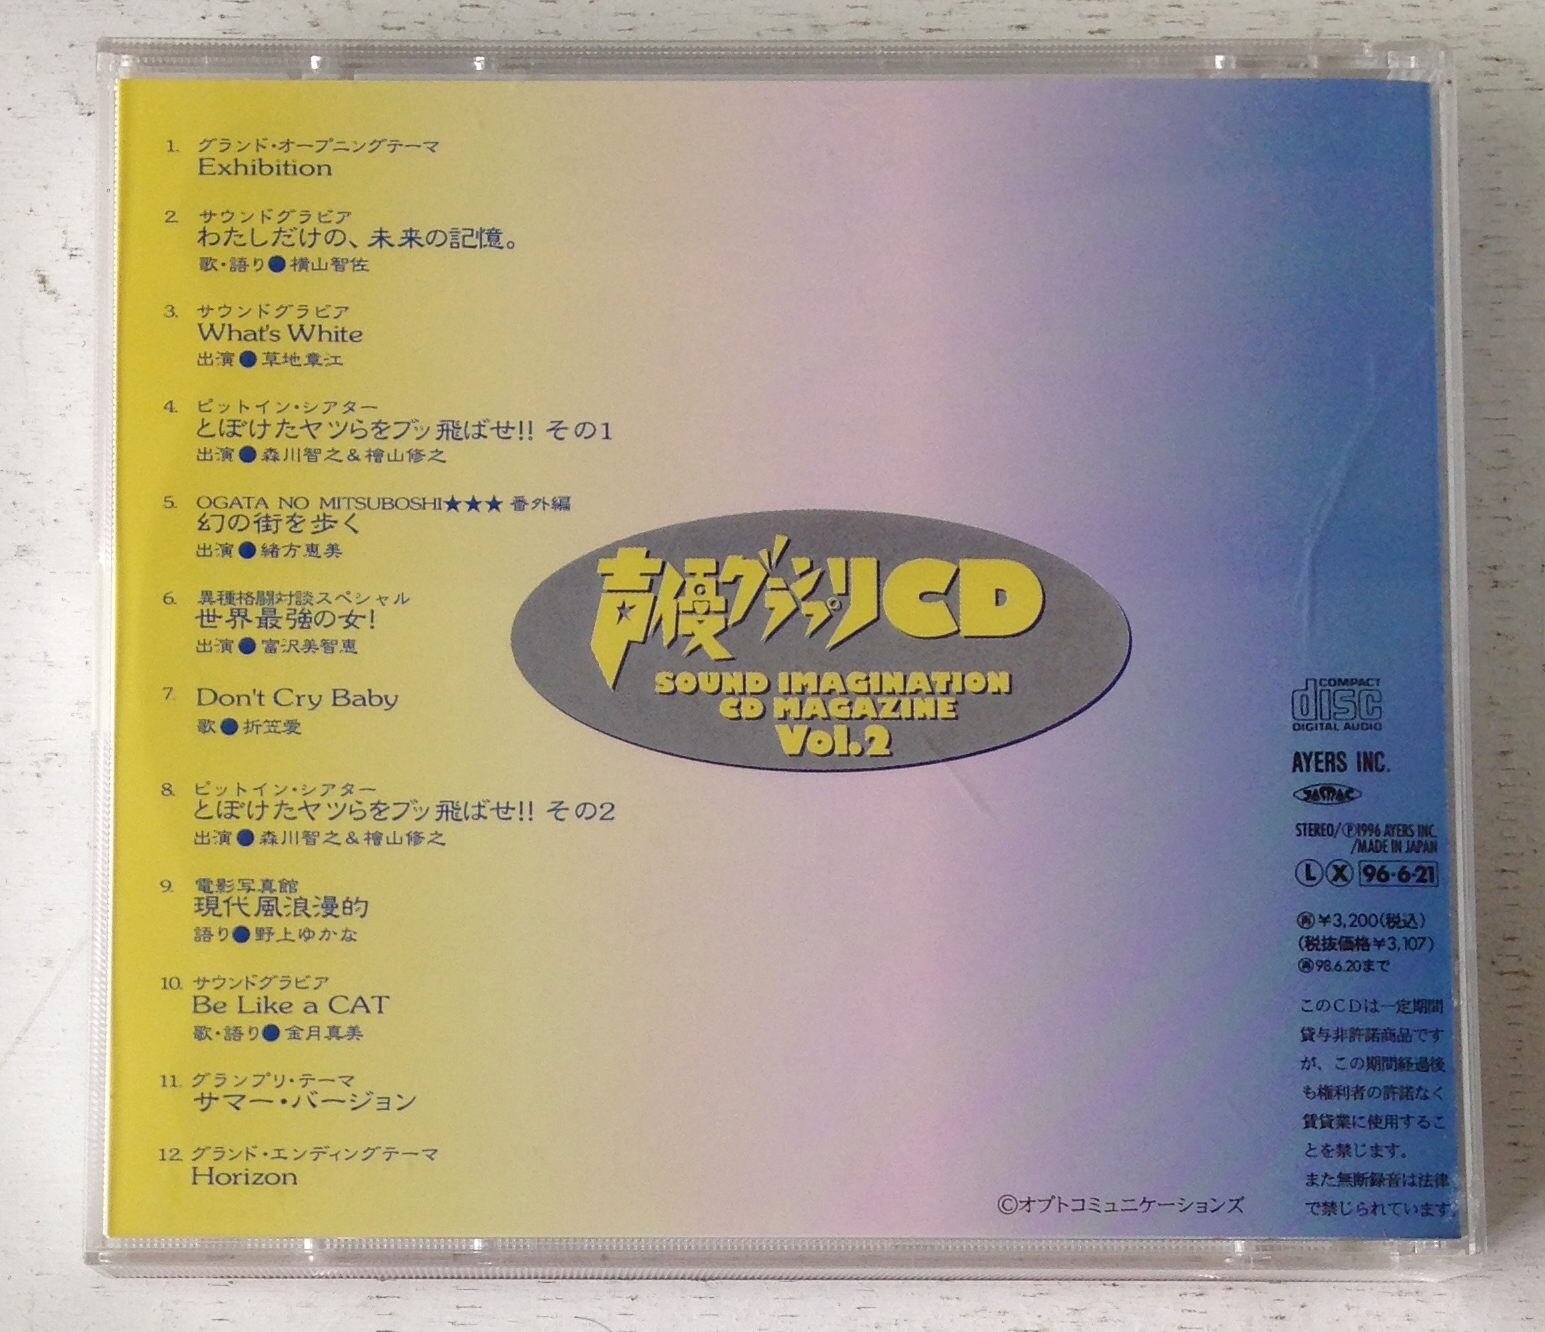 1. グランド・オープニングテーマ
Exhibition
2. サウンドグラビア
わたしだけの、未来の記憶。
歌・語り●横山智佐
3. サウンドグラビア
What's White
出演●草地章江
4. ピットイン・シアター
とぼけたヤツらをブッ飛ばせ!! その1
出演●森川智之&檜山修之
5. OGATA NO MITSUBOSHI★★★ 番外編
幻の街を歩く
出演●緒方恵美
6. 異種格闘対談スペシャル
世界最強の女!
出演●富沢美智恵
7. Don't Cry Baby
歌●折笠愛
8. ピットイン・シアター
とぼけたヤツらをブッ飛ばせ!! その2
出演●森川智之&檜山修之
9. 電影写真館
現代風浪漫的
語り●野上ゆかな
10. サウンドグラビア
Be Like a CAT
歌・語り●金月真美
11. グランプリ・テーマ
サマー・バージョン
12. グランド・エンディングテーマ
Horizon
声優グランプリCD
SOUND IMAGINATION
CD MAGAZINE
Vol.2
COMPACT
disc
DIGITAL AUDIO
AYERS INC.
JASRAC
STEREO/Ⓟ1996 AYERS INC.
/MADE IN JAPAN
Ⓛ Ⓧ 96・6・21
㊢¥3,200(税込)
(税抜価格¥3,107)
㊢98.6.20まで
このCDは一定期間
貸与非許諾商品です
が、この期間経過後
も権利者の許諾なく
賃貸業に使用するこ
とを禁じます。
また無断録音は法律
で禁じられています
©オプトコミュニケーションズ